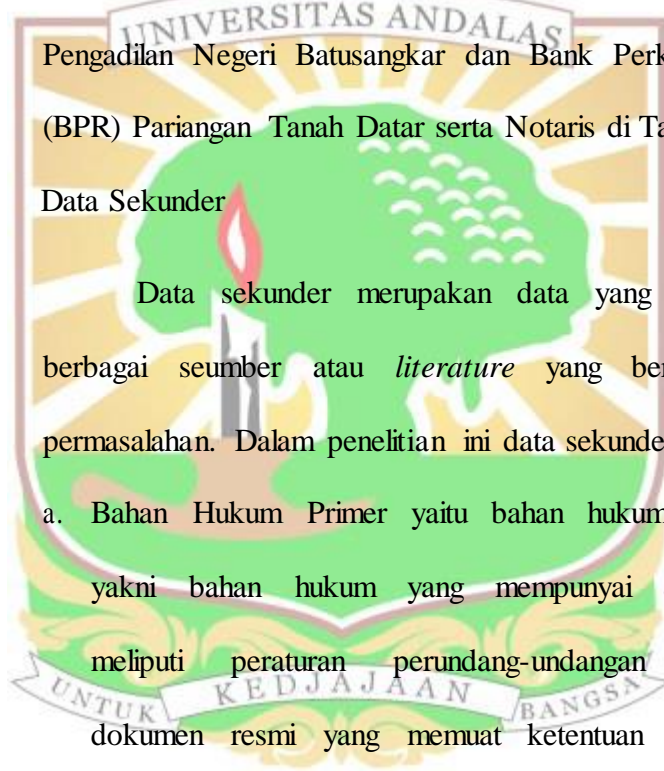 UNIVERSITAS ANDALAS
Pengadilan Negeri Batusangkar dan Bank Perk
(BPR) Pariangan Tanah Datar serta Notaris di Ta
Data Sekunder
Data sekunder merupakan data yang
berbagai seumber atau literature yang ber
permasalahan. Dalam penelitian ini data sekunde
a. Bahan Hukum Primer yaitu bahan hukum
yakni bahan hukum yang mempunyai
meliputi peraturan perundang-undangan
UNTUK KEDJAJAAN BANGSA
dokumen resmi yang memuat ketentuan